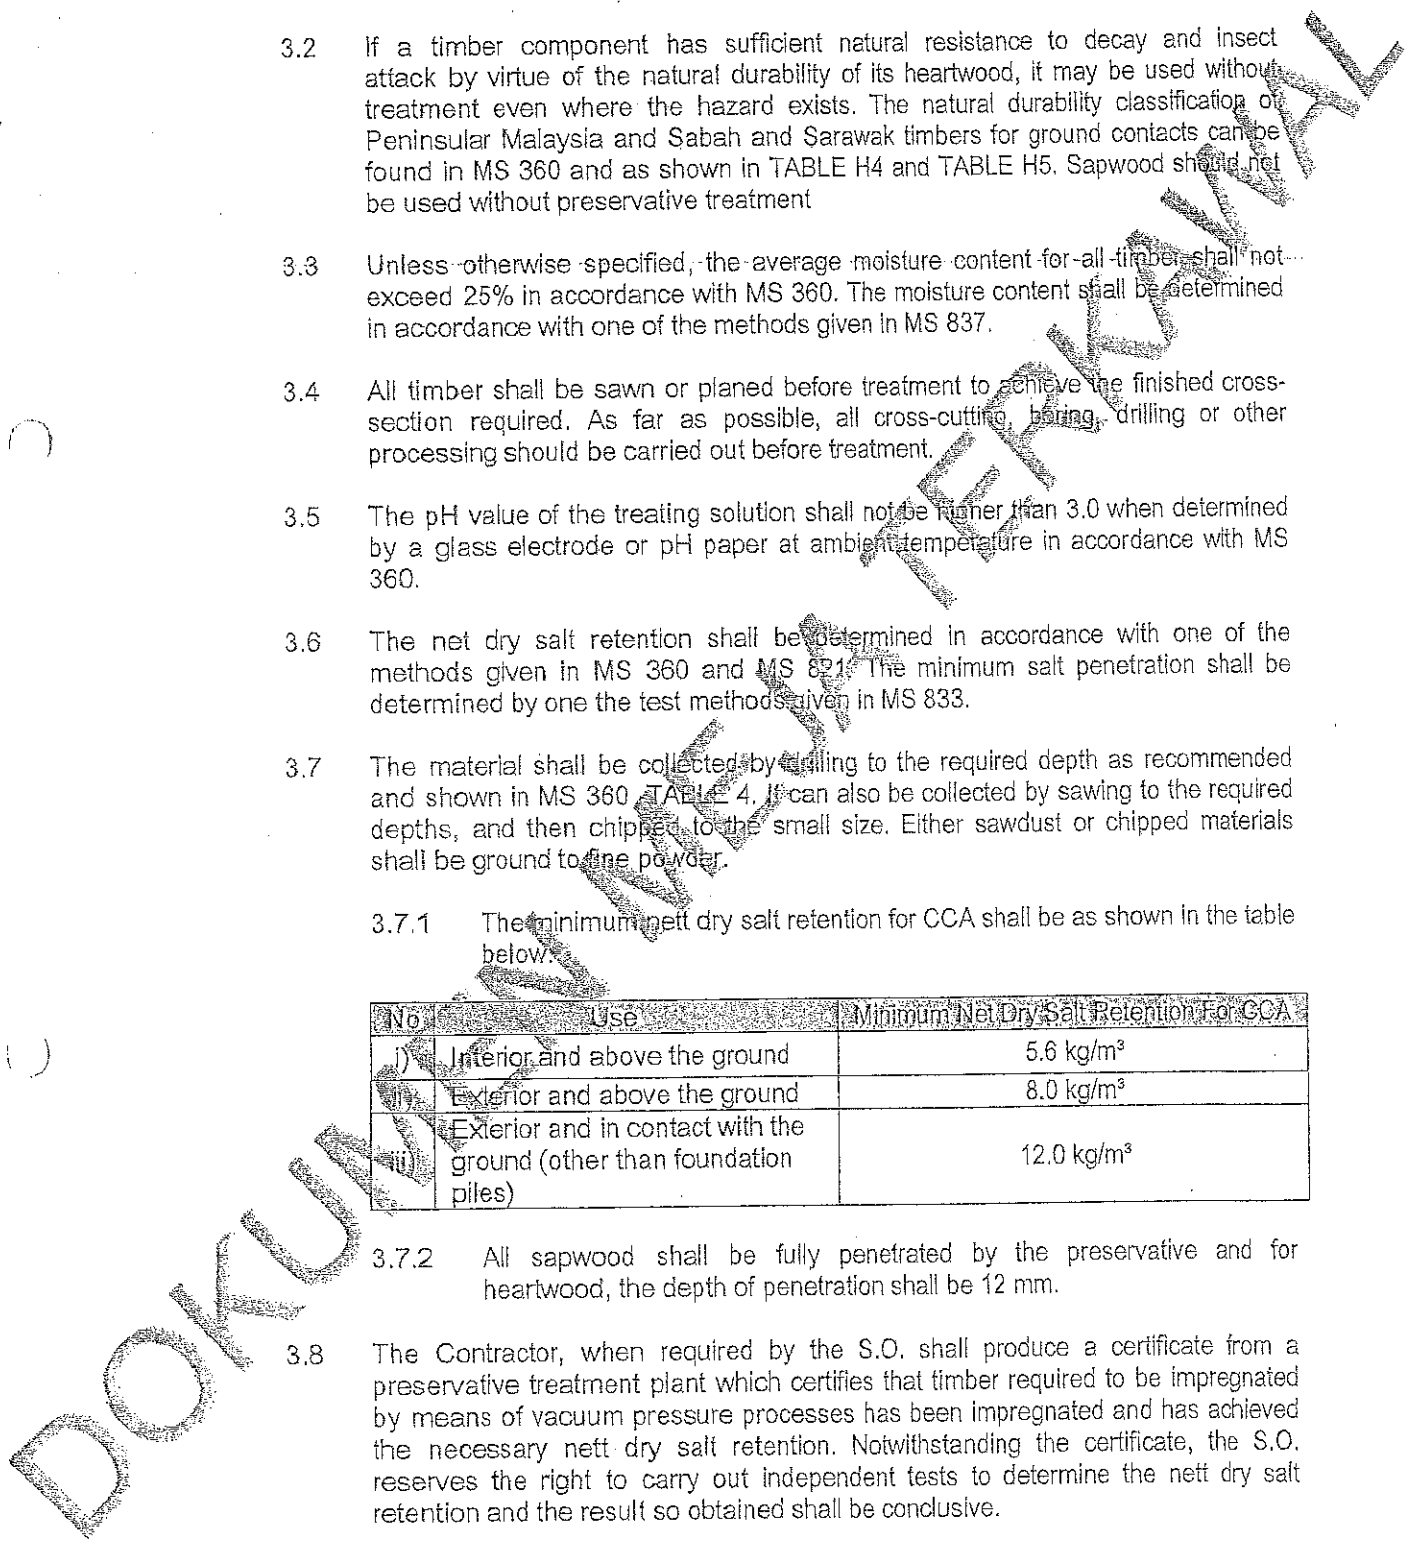 3.2 If a timber component has sufficient natural resistance to decay and insect
attack by virtue of the natural durability of its heartwood, it may be used without
treatment even where the hazard exists. The natural durability classification of
Peninsular Malaysia and Sabah and Sarawak timbers for ground contacts can be
found in MS 360 and as shown in TABLE H4 and TABLE H5. Sapwood should not
be used without preservative treatment
3.3 Unless otherwise specified, the average moisture content for all timber shall not
exceed 25% in accordance with MS 360. The moisture content shall be determined
in accordance with one of the methods given in MS 837.
3.4 All timber shall be sawn or planed before treatment to achieve the finished cross-
section required. As far as possible, all cross-cutting, boring, drilling or other
processing should be carried out before treatment.
3.5 The pH value of the treating solution shall not be higher than 3.0 when determined
by a glass electrode or pH paper at ambient temperature in accordance with MS
360.
3.6 The net dry salt retention shall be determined in accordance with one of the
methods given in MS 360 and MS 821. The minimum salt penetration shall be
determined by one the test methods given in MS 833.
3.7 The material shall be collected by drilling to the required depth as recommended
and shown in MS 360 TABLE 4. It can also be collected by sawing to the required
depths, and then chipped to the small size. Either sawdust or chipped materials
shall be ground to fine powder.
3.7.1 The minimum nett dry salt retention for CCA shall be as shown in the table
below:
No Use Minimum Net Dry Salt Retention For CCA
i) Interior and above the ground 5.6 kg/m³
ii) Exterior and above the ground 8.0 kg/m³
iii) Exterior and in contact with the
ground (other than foundation 12.0 kg/m³
piles)
3.7.2 All sapwood shall be fully penetrated by the preservative and for
heartwood, the depth of penetration shall be 12 mm.
3.8 The Contractor, when required by the S.O. shall produce a certificate from a
preservative treatment plant which certifies that timber required to be impregnated
by means of vacuum pressure processes has been impregnated and has achieved
the necessary nett dry salt retention. Notwithstanding the certificate, the S.O.
reserves the right to carry out independent tests to determine the nett dry salt
retention and the result so obtained shall be conclusive.
DOKUMEN MEJA TERKAWAL